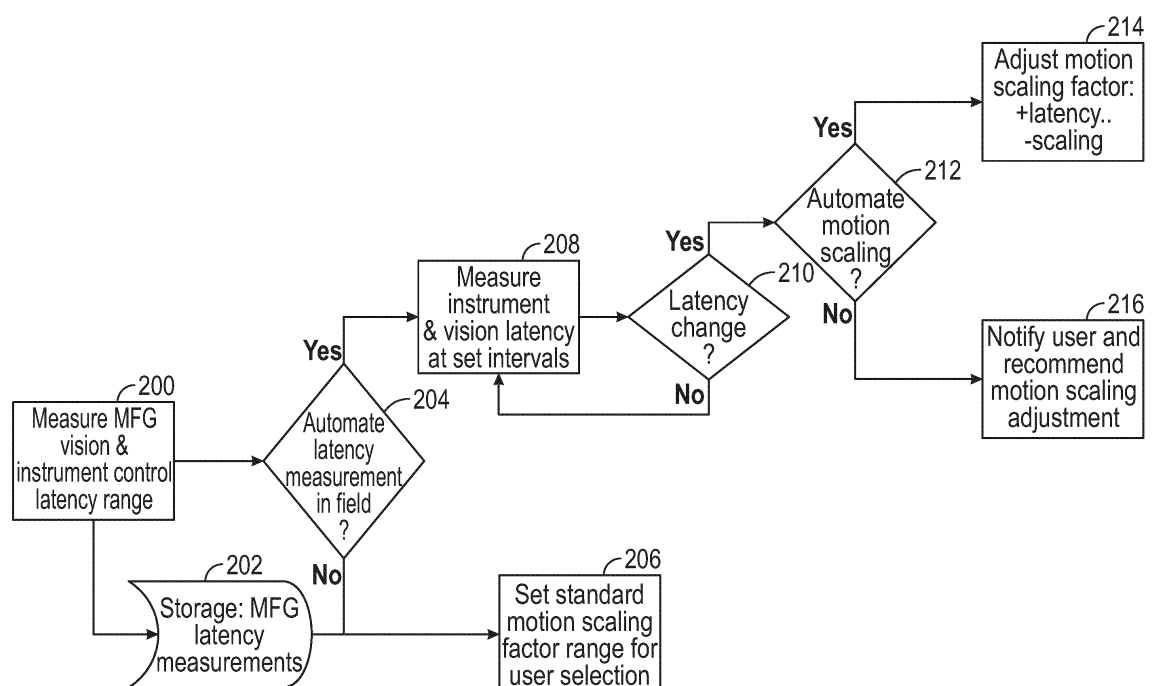 214
Adjust motion
scaling factor:
+latency..
-scaling
Yes
212
Automate
motion
scaling
?
No
216
Notify user and
recommend
motion scaling
adjustment
208
Measure
instrument
& vision latency
at set intervals
Yes
210
Latency
change
?
No
Yes
204
Automate
latency
measurement
in field
?
No
200
Measure MFG
vision &
instrument control
latency range
202
Storage: MFG
latency
measurements
206
Set standard
motion scaling
factor range for
user selection